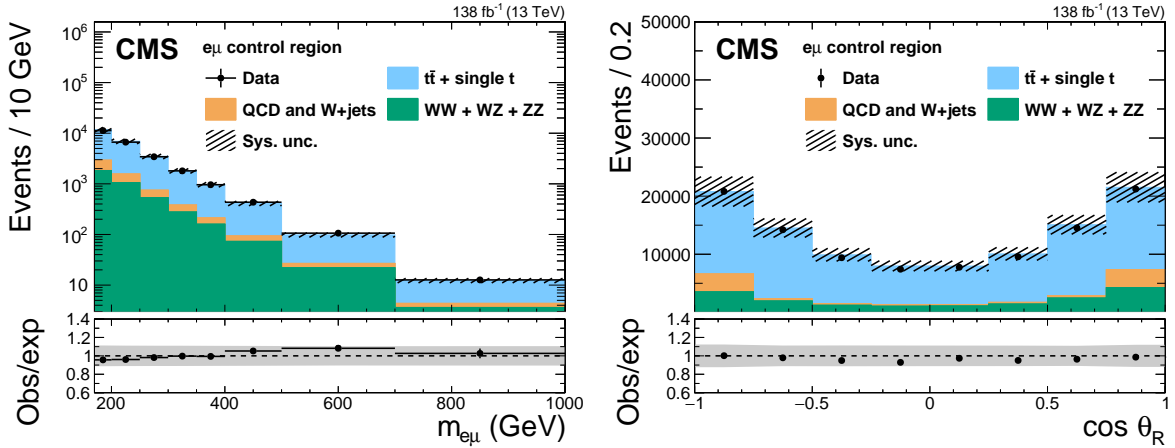 138 fb⁻¹ (13 TeV)
CMS
eμ control region
Data
tt̄ + single t
QCD and W+jets
WW + WZ + ZZ
Sys. unc.
Events / 10 GeV
10⁶
10⁵
10⁴
10³
10²
10
Obs/exp
1.4
1.2
1
0.8
0.6
200 400 600 800 1000
m_eμ (GeV)
138 fb⁻¹ (13 TeV)
CMS
eμ control region
Data
tt̄ + single t
QCD and W+jets
WW + WZ + ZZ
Sys. unc.
Events / 0.2
50000
40000
30000
20000
10000
Obs/exp
1.4
1.2
1
0.8
0.6
−1 −0.5 0 0.5 1
cos θ_R